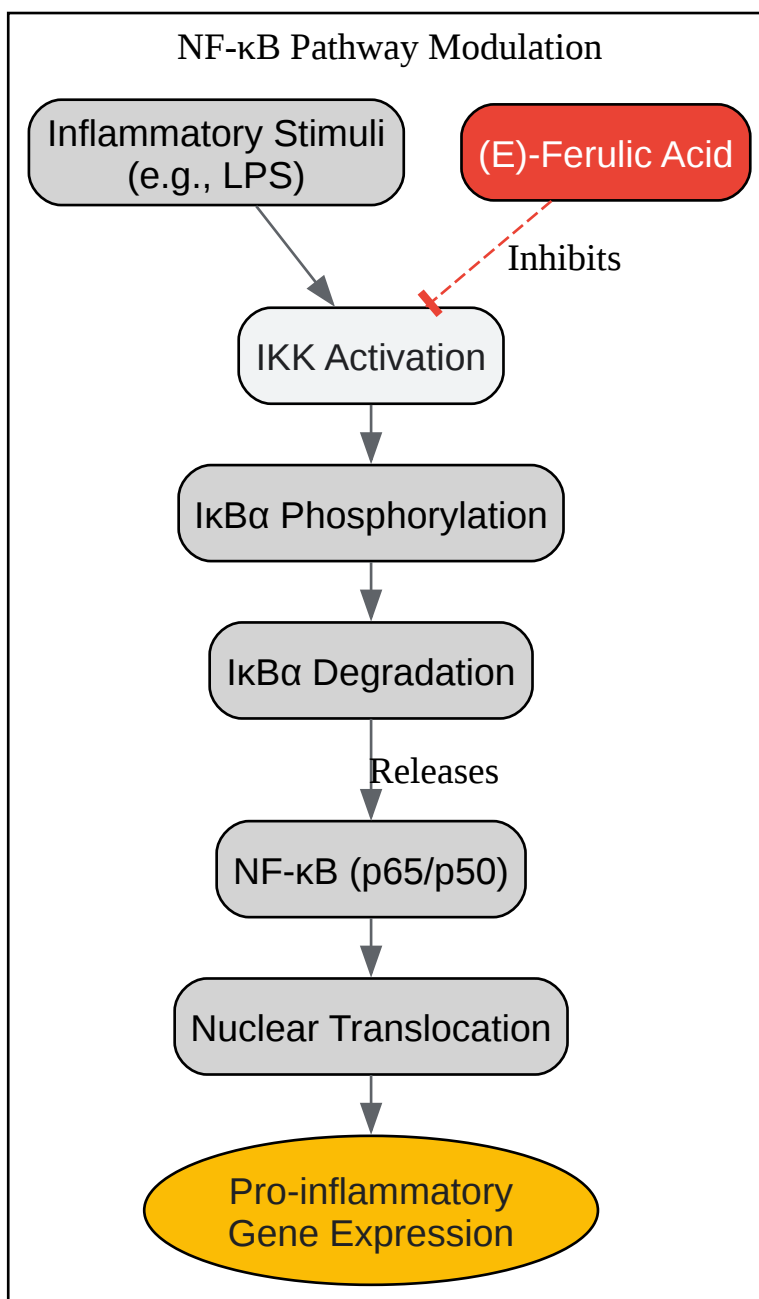 NF-κB Pathway Modulation
Inflammatory Stimuli
(e.g., LPS)
(E)-Ferulic Acid
Inhibits
IKK Activation
IκBα Phosphorylation
IκBα Degradation
Releases
NF-κB (p65/p50)
Nuclear Translocation
Pro-inflammatory
Gene Expression